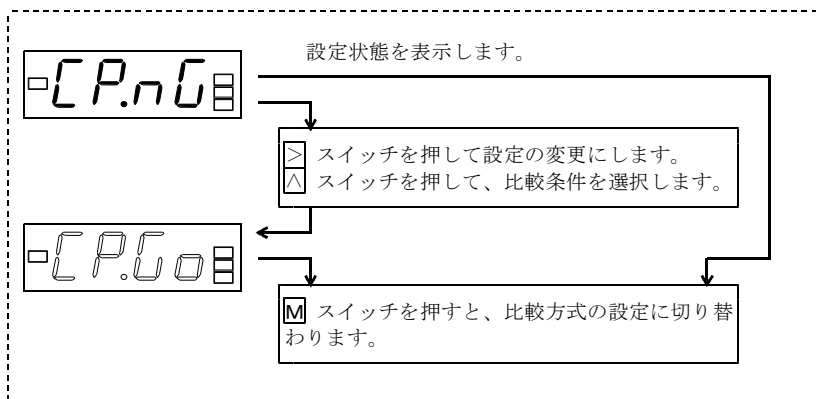 設定状態を表示します。
CP.nG
> スイッチを押して設定の変更にします。
∧ スイッチを押して、比較条件を選択します。
CP.Go
M スイッチを押すと、比較方式の設定に切り替
わります。